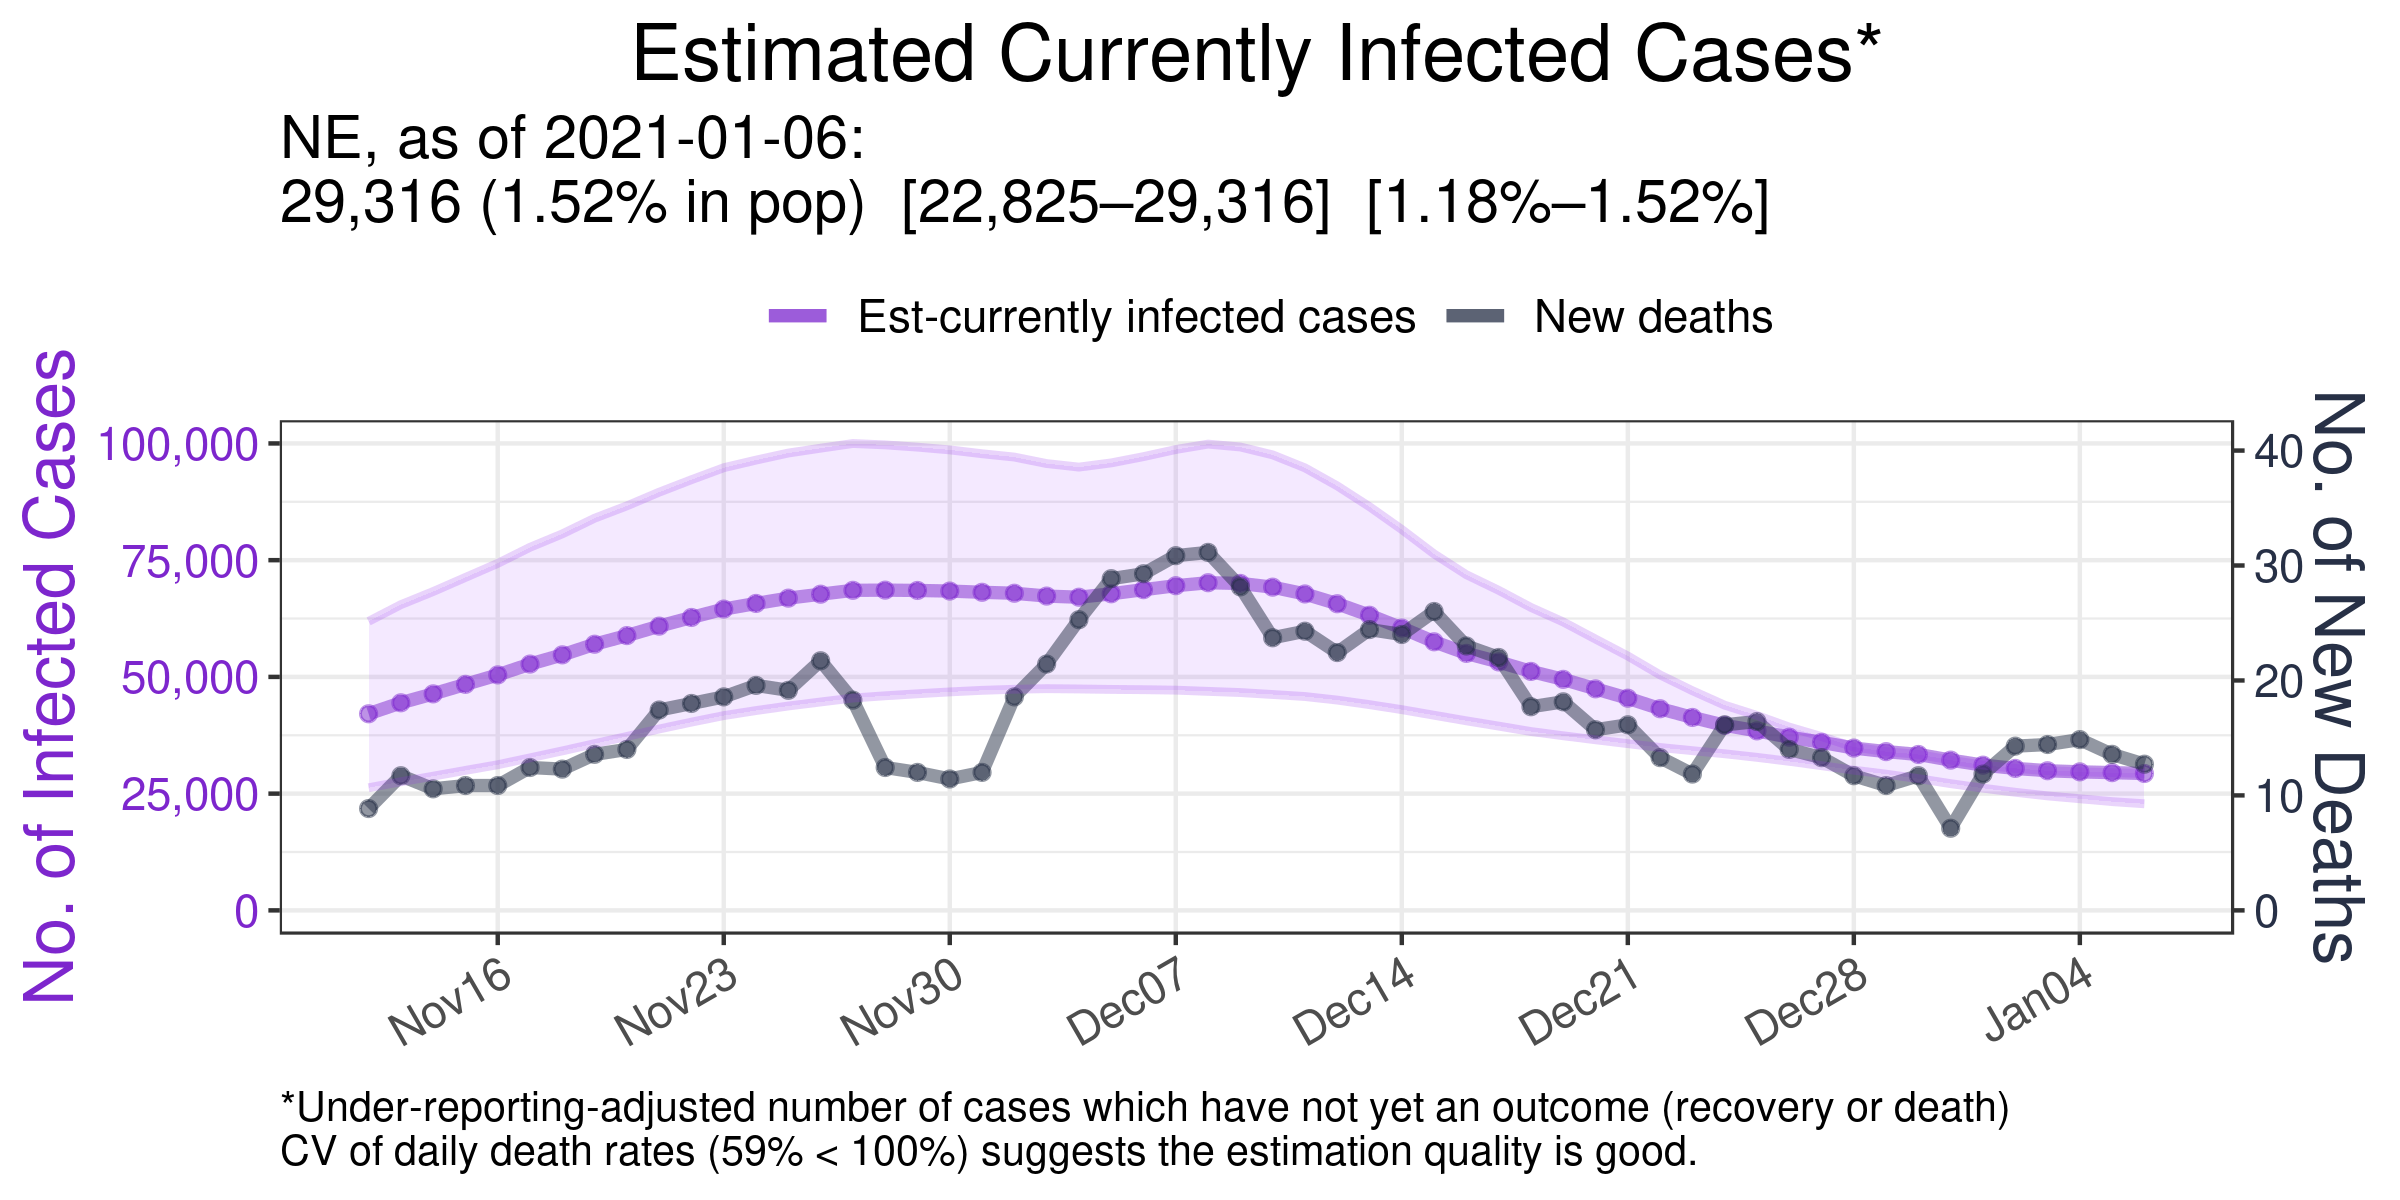 Estimated Currently Infected Cases*
NE, as of 2021-01-06:
29,316 (1.52% in pop)  [22,825–29,316]  [1.18%–1.52%]
Est-currently infected cases
New deaths
No. of Infected Cases
100,000
75,000
50,000
25,000
0
40
30
20
10
0
No. of New Deaths
Nov16
Nov23
Nov30
Dec07
Dec14
Dec21
Dec28
Jan04
*Under-reporting-adjusted number of cases which have not yet an outcome (recovery or death)
CV of daily death rates (59% < 100%) suggests the estimation quality is good.